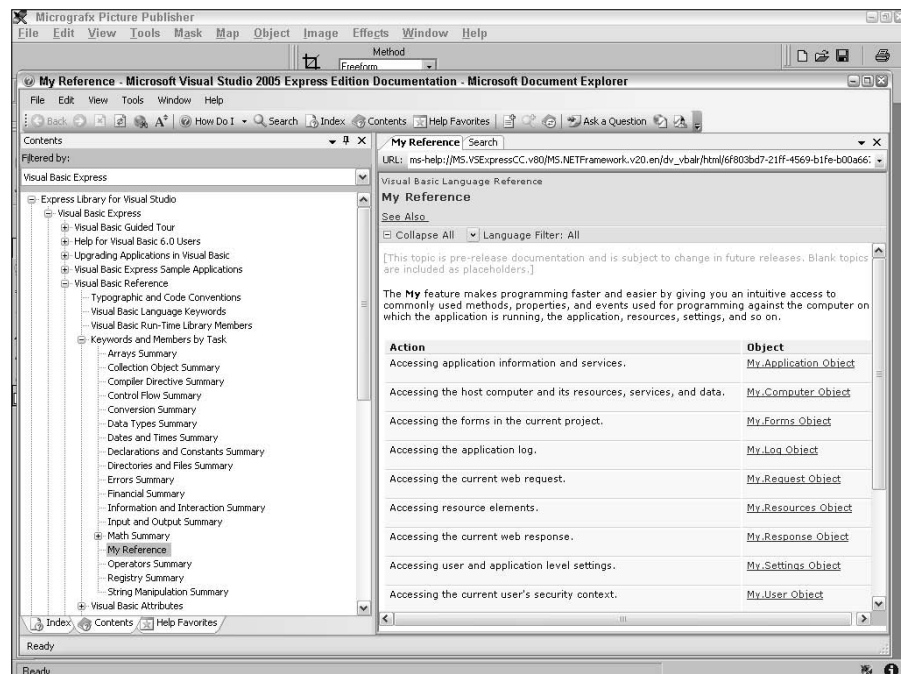 Micrografx Picture Publisher
File Edit View Tools Mask Map Object Image Effects Window Help
Method
Freeform
My Reference - Microsoft Visual Studio 2005 Express Edition Documentation - Microsoft Document Explorer
File Edit View Tools Window Help
Back How Do I Search Index Contents Help Favorites Ask a Question
Contents
Filtered by:
Visual Basic Express
Express Library for Visual Studio
Visual Basic Express
Visual Basic Guided Tour
Help for Visual Basic 6.0 Users
Upgrading Applications in Visual Basic
Visual Basic Express Sample Applications
Visual Basic Reference
Typographic and Code Conventions
Visual Basic Language Keywords
Visual Basic Run-Time Library Members
Keywords and Members by Task
Arrays Summary
Collection Object Summary
Compiler Directive Summary
Control Flow Summary
Conversion Summary
Data Types Summary
Dates and Times Summary
Declarations and Constants Summary
Directories and Files Summary
Errors Summary
Financial Summary
Information and Interaction Summary
Input and Output Summary
Math Summary
My Reference
Operators Summary
Registry Summary
String Manipulation Summary
Visual Basic Attributes
Index Contents Help Favorites
My Reference Search
URL: ms-help://MS.VSExpressCC.v80/MS.NETFramework.v20.en/dv_vbalr/html/6f803bd7-21ff-4569-b1fe-b00a66
Visual Basic Language Reference
My Reference
See Also
Collapse All Language Filter: All
[This topic is pre-release documentation and is subject to change in future releases. Blank topics
are included as placeholders.]
The My feature makes programming faster and easier by giving you an intuitive access to
commonly used methods, properties, and events used for programming against the computer on
which the application is running, the application, resources, settings, and so on.
Action Object
Accessing application information and services. My.Application Object
Accessing the host computer and its resources, services, and data. My.Computer Object
Accessing the forms in the current project. My.Forms Object
Accessing the application log. My.Log Object
Accessing the current web request. My.Request Object
Accessing resource elements. My.Resources Object
Accessing the current web response. My.Response Object
Accessing user and application level settings. My.Settings Object
Accessing the current user's security context. My.User Object
Ready
Ready